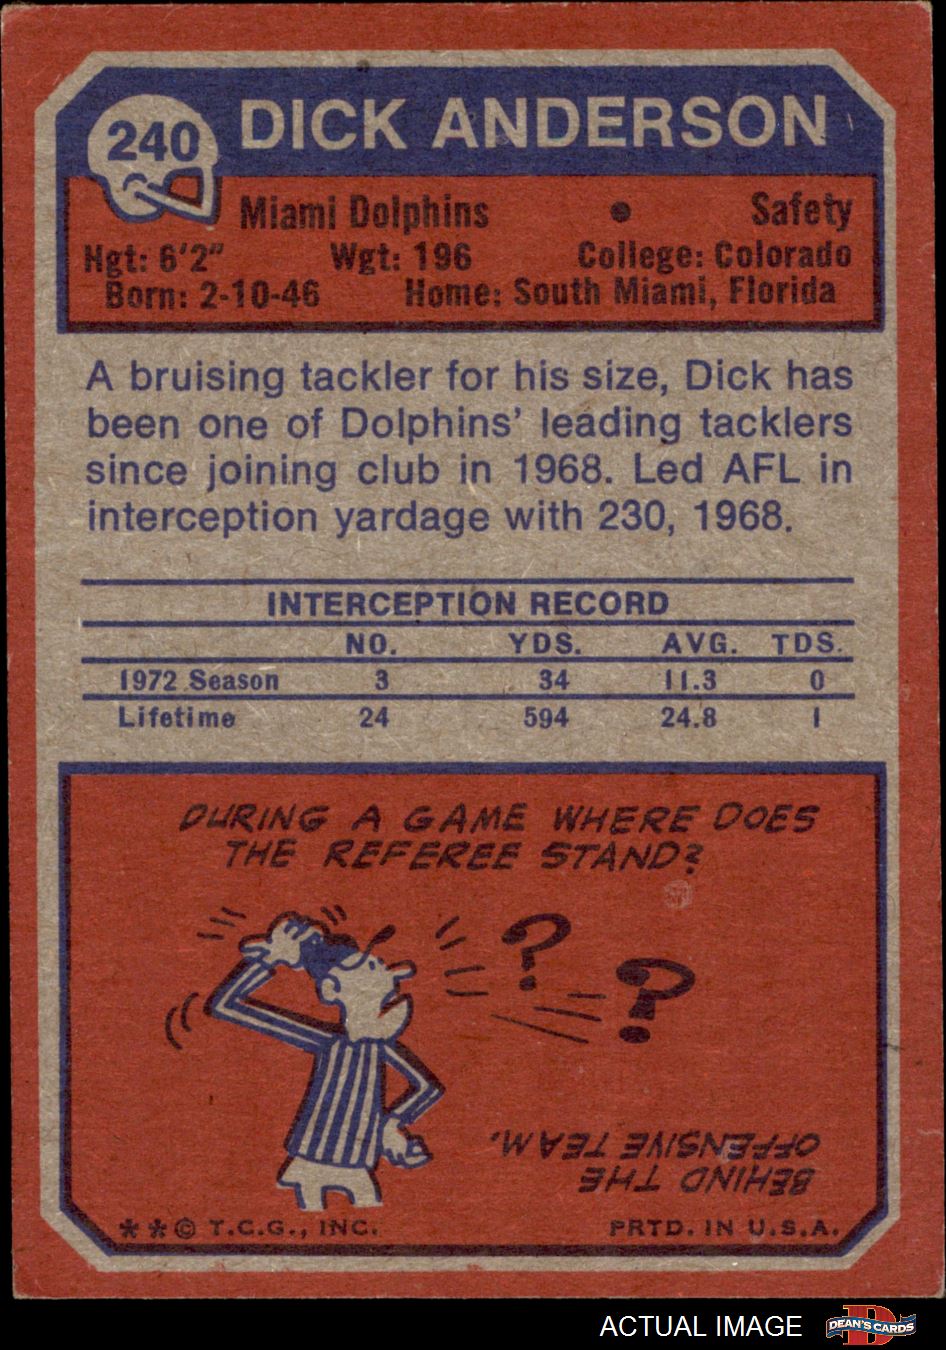 240
DICK ANDERSON
Miami Dolphins • Safety
Hgt: 6'2" Wgt: 196 College: Colorado
Born: 2-10-46 Home: South Miami, Florida
A bruising tackler for his size, Dick has
been one of Dolphins' leading tacklers
since joining club in 1968. Led AFL in
interception yardage with 230, 1968.
INTERCEPTION RECORD
NO. YDS. AVG. TDS.
1972 Season 3 34 11.3 0
Lifetime 24 594 24.8 1
DURING A GAME WHERE DOES
THE REFEREE STAND?
? ?
BEHIND THE
OFFENSIVE TEAM.
**© T.C.G., INC. PRTD. IN U.S.A.
ACTUAL IMAGE D DEAN'S CARDS